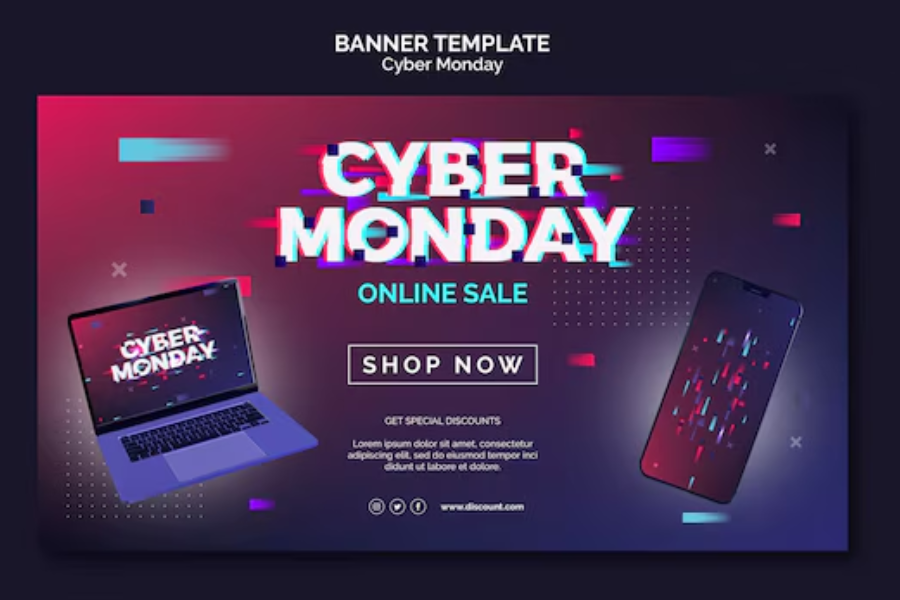 BANNER TEMPLATE
Cyber Monday
CYBER
MONDAY
ONLINE SALE
CYBER
MONDAY
SHOP NOW
GET SPECIAL DISCOUNTS
Lorem ipsum dolor sit amet, consectetur
adipiscing elit, sed do eiusmod tempor inci
didunt ut labore et dolore.
www.discount.com